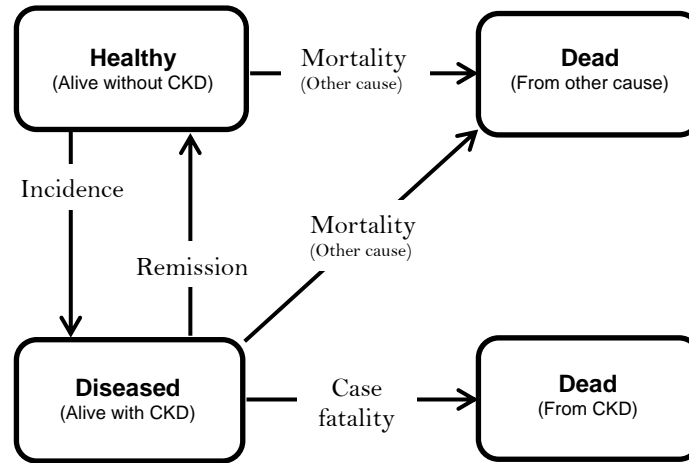 Healthy
(Alive without CKD)
Mortality
(Other cause)
Dead
(From other cause)
Incidence
Remission
Mortality
(Other cause)
Diseased
(Alive with CKD)
Case
fatality
Dead
(From CKD)